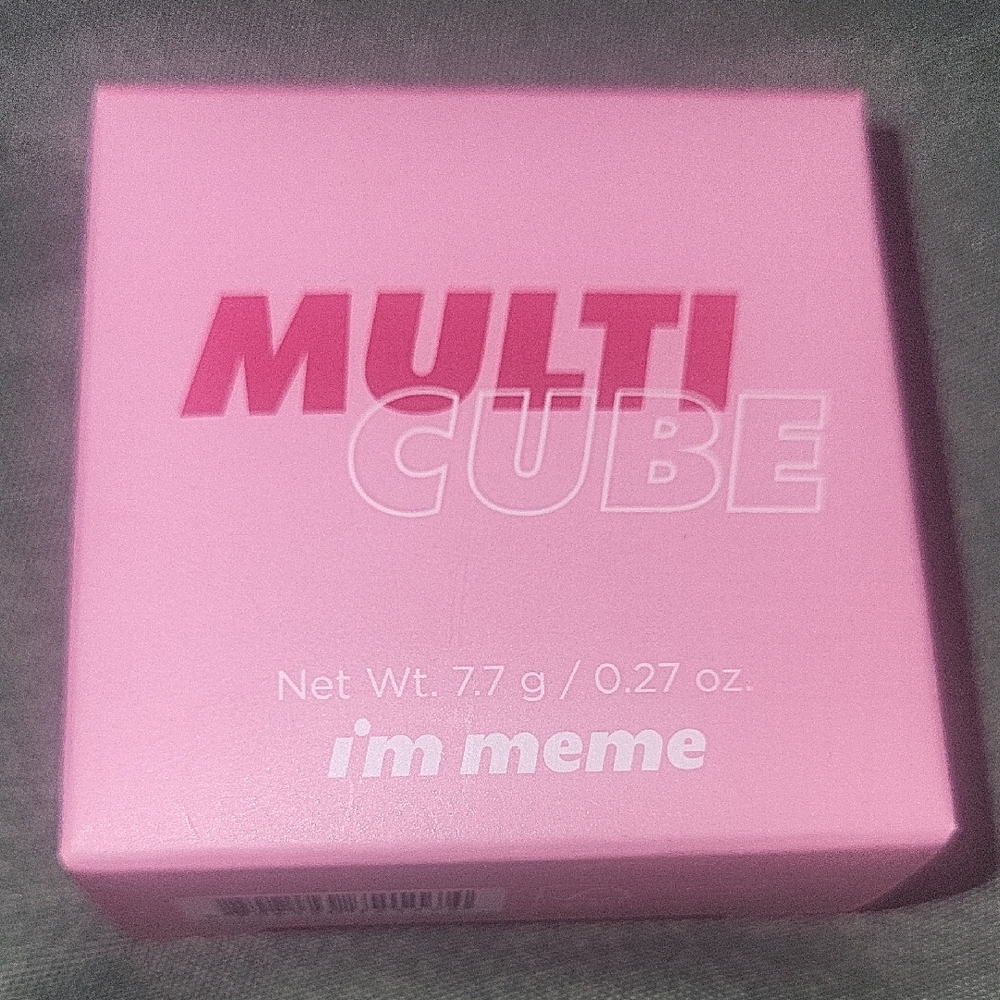 MULTI
CUBE
Net Wt. 7.7 g / 0.27 oz.
i'm meme